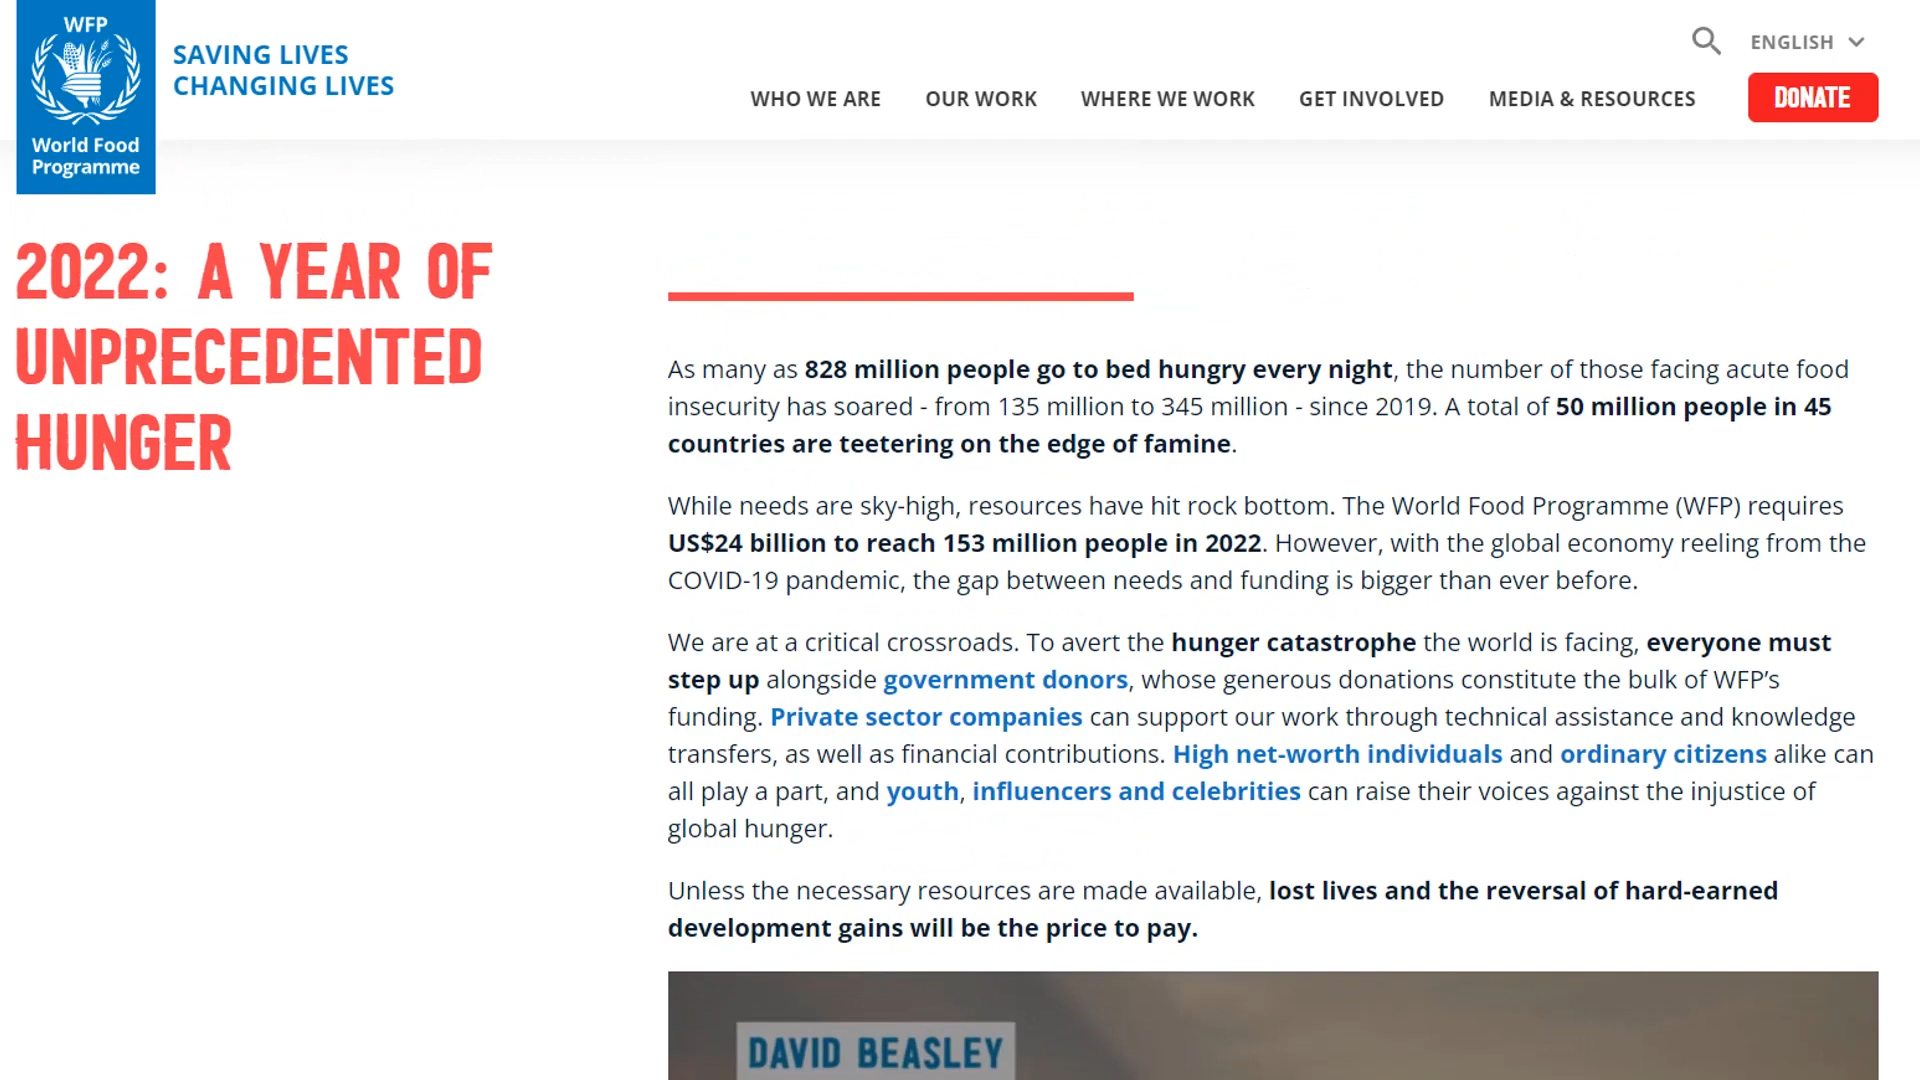 WFP
World Food
Programme
SAVING LIVES
CHANGING LIVES
ENGLISH
WHO WE ARE
OUR WORK
WHERE WE WORK
GET INVOLVED
MEDIA & RESOURCES
DONATE
2022: A YEAR OF
UNPRECEDENTED
HUNGER
As many as 828 million people go to bed hungry every night, the number of those facing acute food
insecurity has soared - from 135 million to 345 million - since 2019. A total of 50 million people in 45
countries are teetering on the edge of famine.
While needs are sky-high, resources have hit rock bottom. The World Food Programme (WFP) requires
US$24 billion to reach 153 million people in 2022. However, with the global economy reeling from the
COVID-19 pandemic, the gap between needs and funding is bigger than ever before.
We are at a critical crossroads. To avert the hunger catastrophe the world is facing, everyone must
step up alongside government donors, whose generous donations constitute the bulk of WFP’s
funding. Private sector companies can support our work through technical assistance and knowledge
transfers, as well as financial contributions. High net-worth individuals and ordinary citizens alike can
all play a part, and youth, influencers and celebrities can raise their voices against the injustice of
global hunger.
Unless the necessary resources are made available, lost lives and the reversal of hard-earned
development gains will be the price to pay.
DAVID BEASLEY